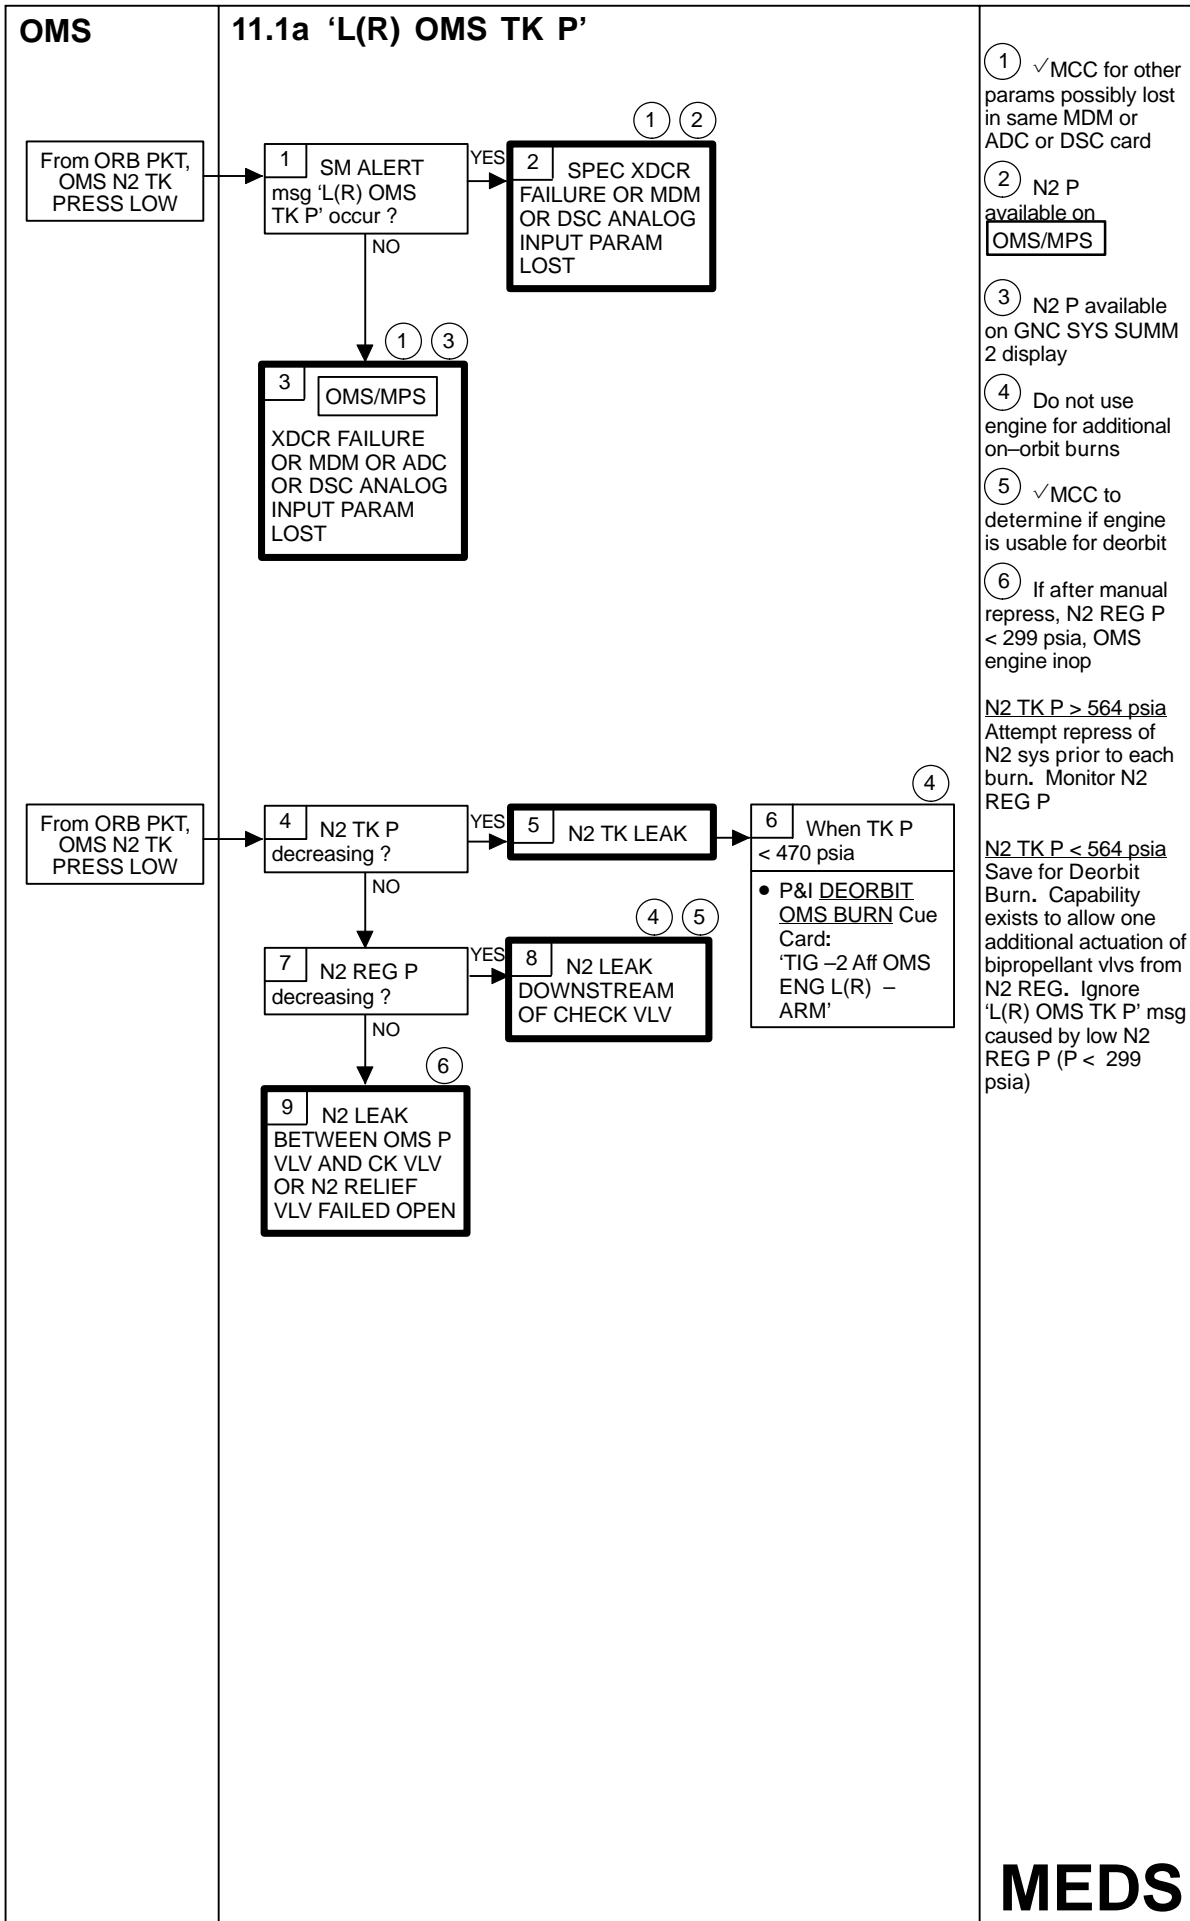 OMS
11.1a ‘L(R) OMS TK P’
From ORB PKT,
OMS N2 TK
PRESS LOW
1 SM ALERT
msg ‘L(R) OMS
TK P’ occur ?
YES
NO
1 2
2 SPEC XDCR
FAILURE OR MDM
OR DSC ANALOG
INPUT PARAM
LOST
1 3
3 OMS/MPS
XDCR FAILURE
OR MDM OR ADC
OR DSC ANALOG
INPUT PARAM
LOST
From ORB PKT,
OMS N2 TK
PRESS LOW
4 N2 TK P
decreasing ?
YES
NO
5 N2 TK LEAK
4
6 When TK P
< 470 psia
• P&I DEORBIT
OMS BURN Cue
Card:
‘TIG –2 Aff OMS
ENG L(R) –
ARM’
7 N2 REG P
decreasing ?
YES
NO
4 5
8 N2 LEAK
DOWNSTREAM
OF CHECK VLV
6
9 N2 LEAK
BETWEEN OMS P
VLV AND CK VLV
OR N2 RELIEF
VLV FAILED OPEN
1 √MCC for other
params possibly lost
in same MDM or
ADC or DSC card
2 N2 P
available on
OMS/MPS
3 N2 P available
on GNC SYS SUMM
2 display
4 Do not use
engine for additional
on–orbit burns
5 √MCC to
determine if engine
is usable for deorbit
6 If after manual
repress, N2 REG P
< 299 psia, OMS
engine inop
N2 TK P > 564 psia
Attempt repress of
N2 sys prior to each
burn. Monitor N2
REG P
N2 TK P < 564 psia
Save for Deorbit
Burn. Capability
exists to allow one
additional actuation of
bipropellant vlvs from
N2 REG. Ignore
‘L(R) OMS TK P’ msg
caused by low N2
REG P (P < 299
psia)
MEDS